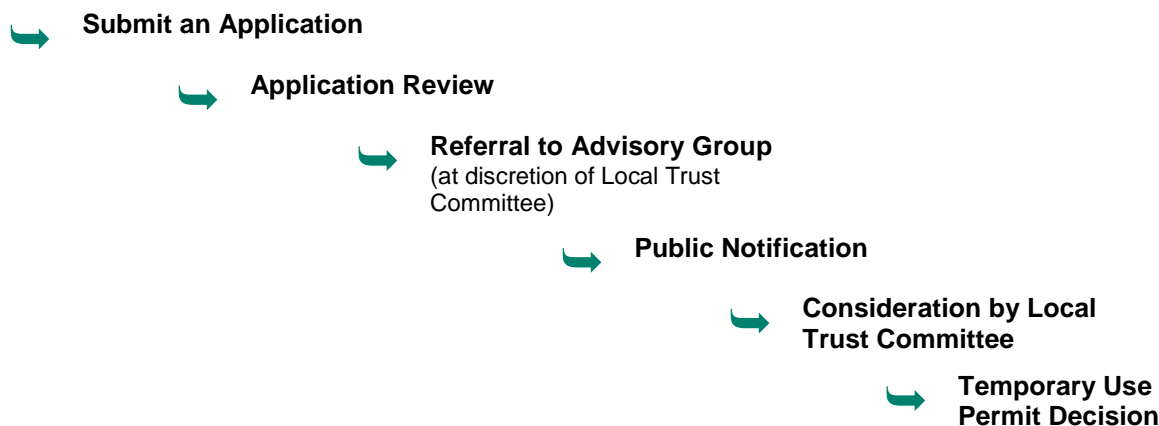 Submit an Application
Application Review
Referral to Advisory Group
(at discretion of Local Trust
Committee)
Public Notification
Consideration by Local
Trust Committee
Temporary Use
Permit Decision